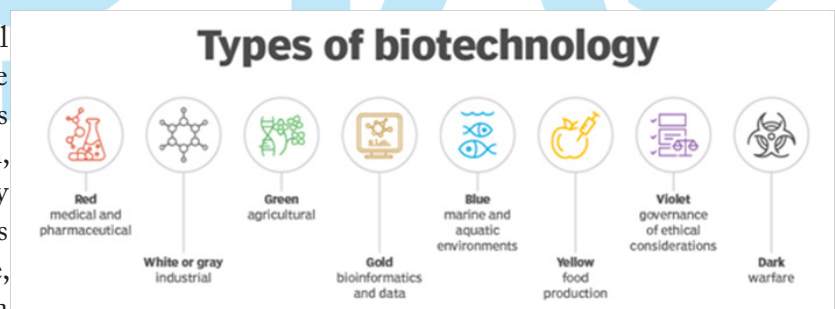 Types of biotechnology
Red
medical and
pharmaceutical
White or gray
industrial
Green
agricultural
Gold
bioinformatics
and data
Blue
marine and
aquatic
environments
Yellow
food
production
Violet
governance
of ethical
considerations
Dark
warfare